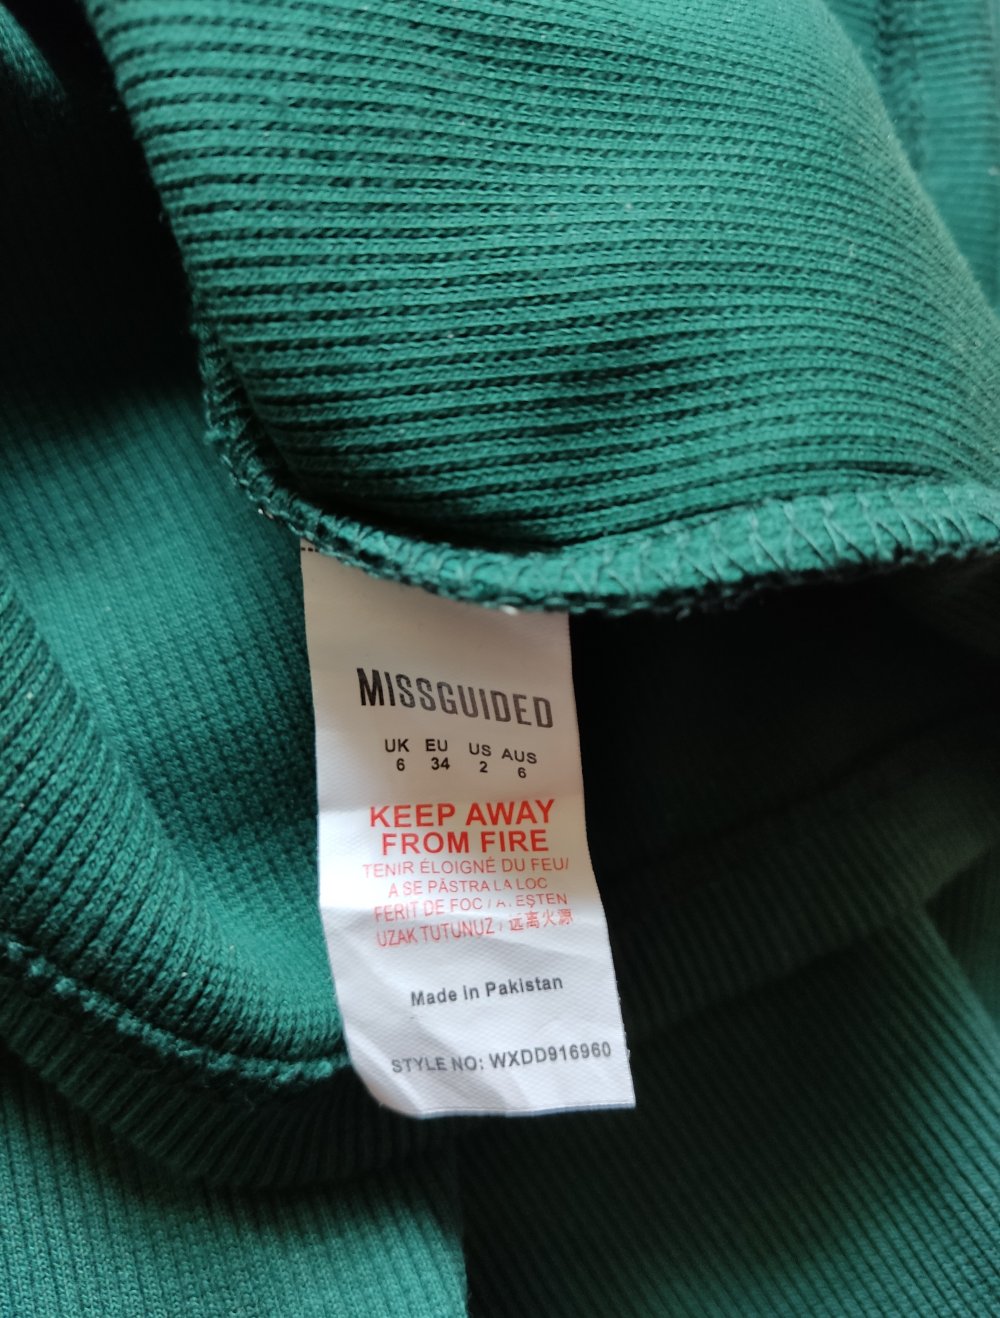 MISSGUIDED
UK EU US AUS
6 34 2 6
KEEP AWAY
FROM FIRE
TENIR ÉLOIGNÉ DU FEU/
A SE PĂSTRA LA LOC
FERIT DE FOC / A EŞTEN
UZAK TUTUNUZ / 远离火源
Made in Pakistan
STYLE NO: WXDD916960